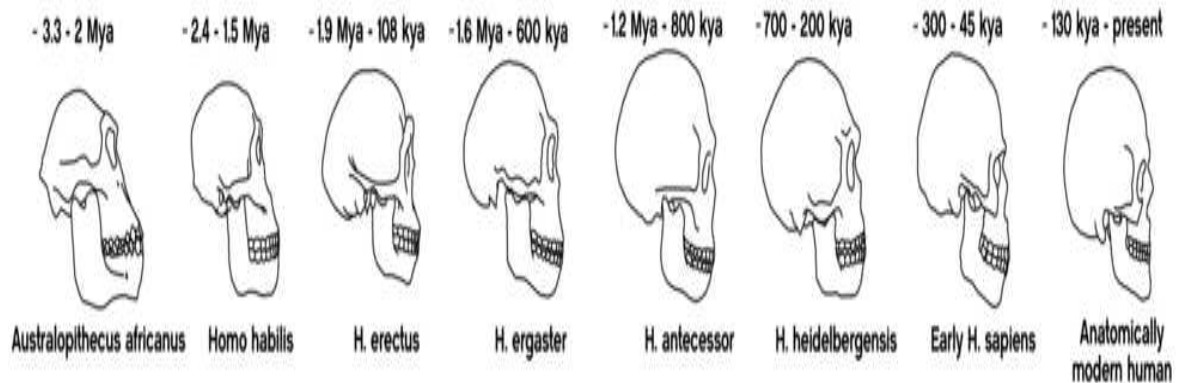 - 3.3 - 2 Mya
- 2.4 - 1.5 Mya
- 1.9 Mya - 108 kya
- 1.6 Mya - 600 kya
- 1.2 Mya - 800 kya
- 700 - 200 kya
- 300 - 45 kya
- 130 kya - present
Australopithecus africanus
Homo habilis
H. erectus
H. ergaster
H. antecessor
H. heidelbergensis
Early H. sapiens
Anatomically
modern human